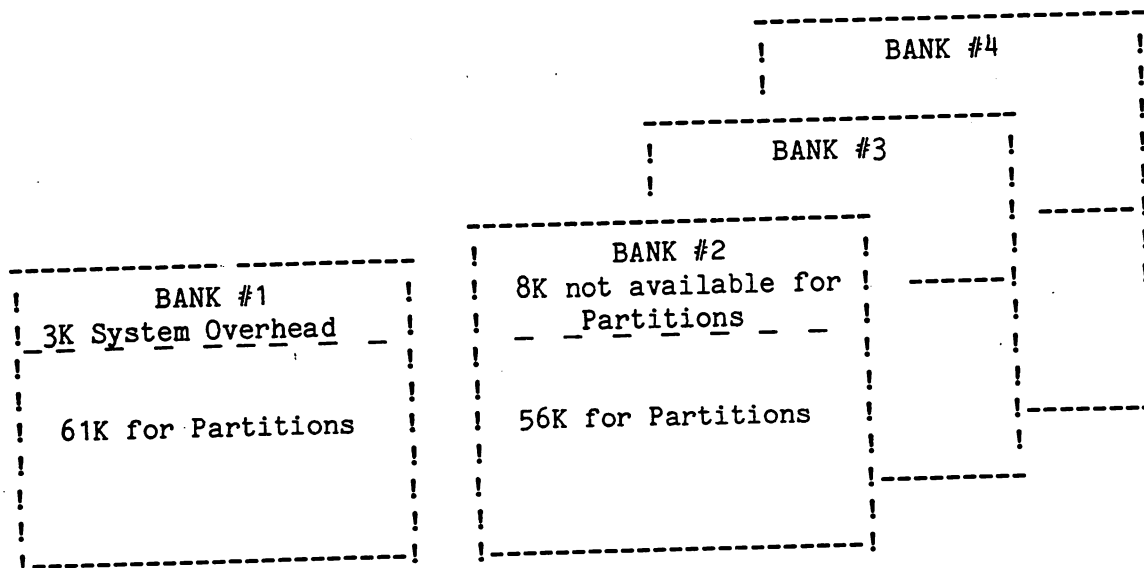 BANK #4
BANK #3
BANK #2
8K not available for
Partitions
56K for Partitions
BANK #1
3K System Overhead
61K for Partitions